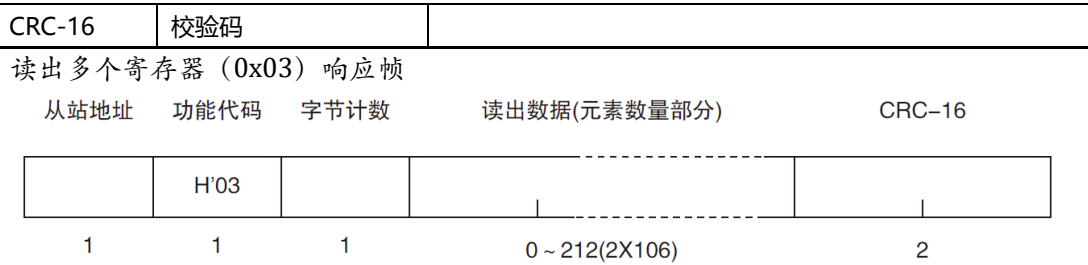 CRC-16 校验码
读出多个寄存器（0x03）响应帧
从站地址 功能代码 字节计数 读出数据(元素数量部分) CRC−16
H'03
1 1 1 0 ~ 212(2X106) 2